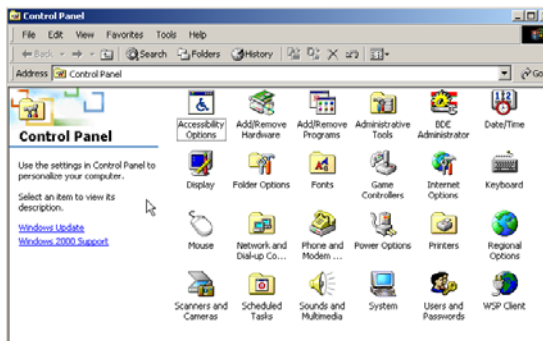 Control Panel
File Edit View Favorites Tools Help
Back Search Folders History
Address Control Panel Go
Control Panel
Use the settings in Control Panel to
personalize your computer.
Select an item to view its
description.
Windows Update
Windows 2000 Support
Accessibility Options
Add/Remove Hardware
Add/Remove Programs
Administrative Tools
BDE Administrator
Date/Time
Display
Folder Options
Fonts
Game Controllers
Internet Options
Keyboard
Mouse
Network and Dial-up Co...
Phone and Modem ...
Power Options
Printers
Regional Options
Scanners and Cameras
Scheduled Tasks
Sounds and Multimedia
System
Users and Passwords
WSP Client